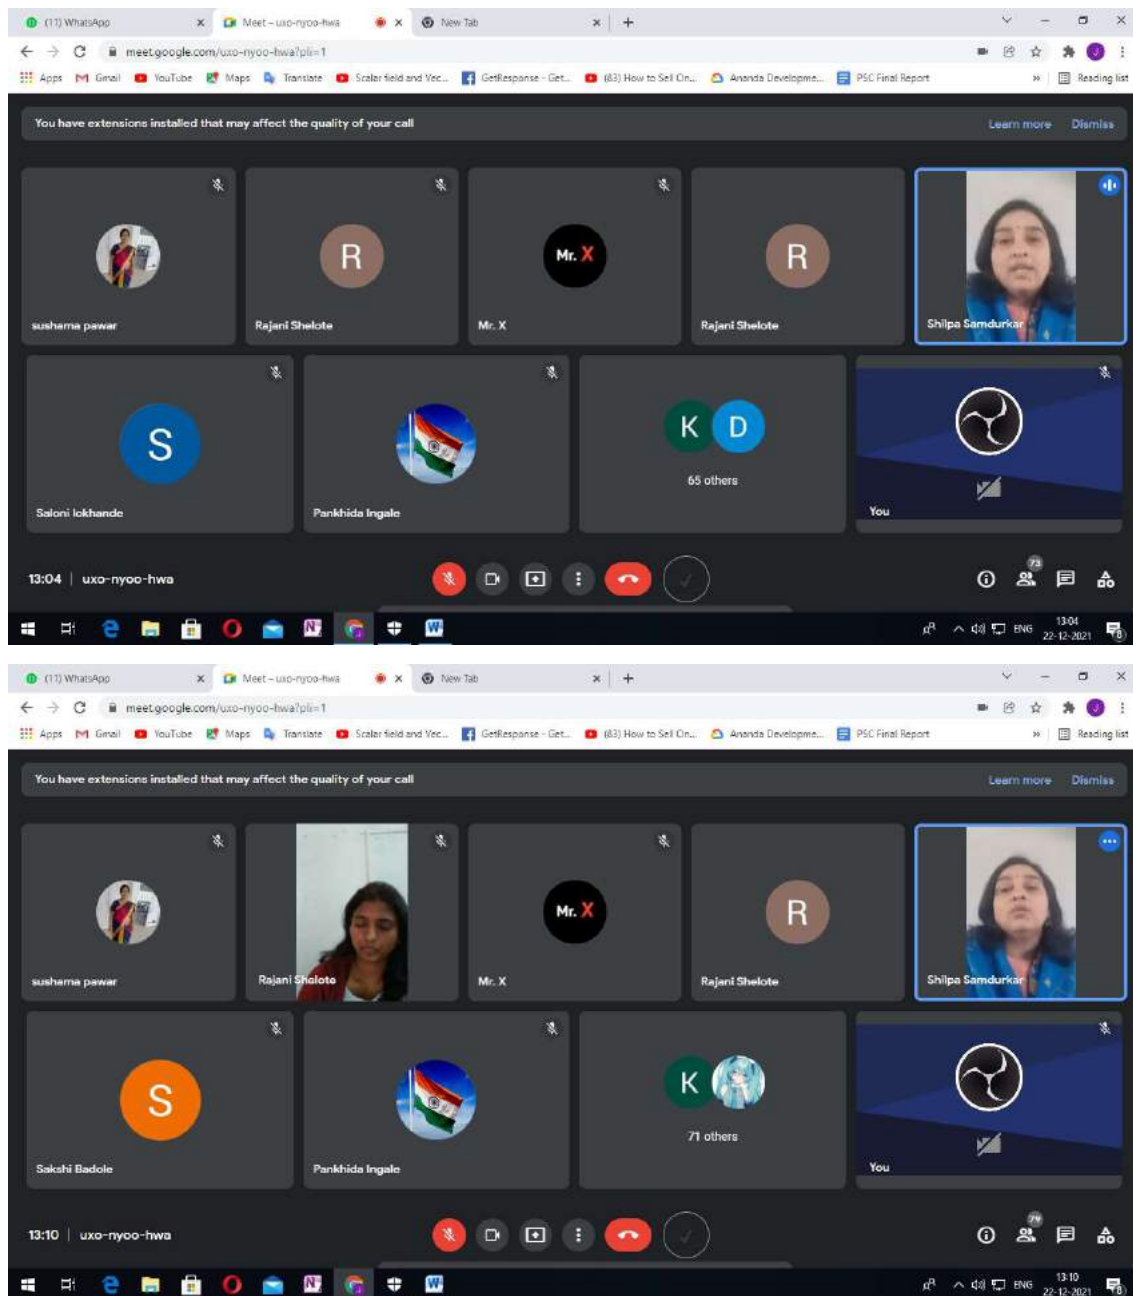 (11) WhatsApp
Meet – uxo-nyoo-hwa
New Tab
meet.google.com/uxo-nyoo-hwa?pli=1
J
Apps Gmail YouTube Maps Translate Scalar field and Vec... GetResponse - Get... (83) How to Sell On... Ananda Developme... PSC Final Report » Reading list
You have extensions installed that may affect the quality of your call Learn more Dismiss
R Mr. X R
sushama pawar Rajani Shelote Mr. X Rajani Shelote Shilpa Samdurkar
S K D
65 others
Saloni lokhande Pankhida Ingale You
13:04 | uxo-nyoo-hwa 73
ENG 13:04
22-12-2021
(11) WhatsApp
Meet – uxo-nyoo-hwa
New Tab
meet.google.com/uxo-nyoo-hwa?pli=1
J
Apps Gmail YouTube Maps Translate Scalar field and Vec... GetResponse - Get... (83) How to Sell On... Ananda Developme... PSC Final Report » Reading list
You have extensions installed that may affect the quality of your call Learn more Dismiss
Mr. X R
sushama pawar Rajani Shelote Mr. X Rajani Shelote Shilpa Samdurkar
S K
71 others
Sakshi Badole Pankhida Ingale You
13:10 | uxo-nyoo-hwa 79
ENG 13:10
22-12-2021